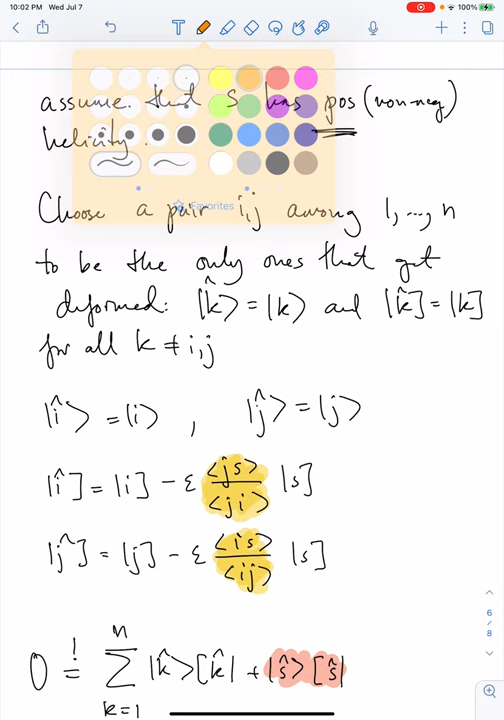 10:02 PM Wed Jul 7
100%
assume that s has pos (non-neg)
helicity.
Favorites
Choose a pair i,j among 1, ..., n
to be the only ones that get
deformed: |k̂⟩ = |k⟩ and |k̂] = |k]
for all k ≠ i,j
|î⟩ = |i⟩ , |ĵ⟩ = |j⟩
|î] = |i] − ε <js>/<ji> |s]
|ĵ] = |j] − ε <is>/<ij> |s]
0 =! ∑_{k=1}^{n} |k̂>[k̂| + |ŝ>[ŝ|
6 / 8